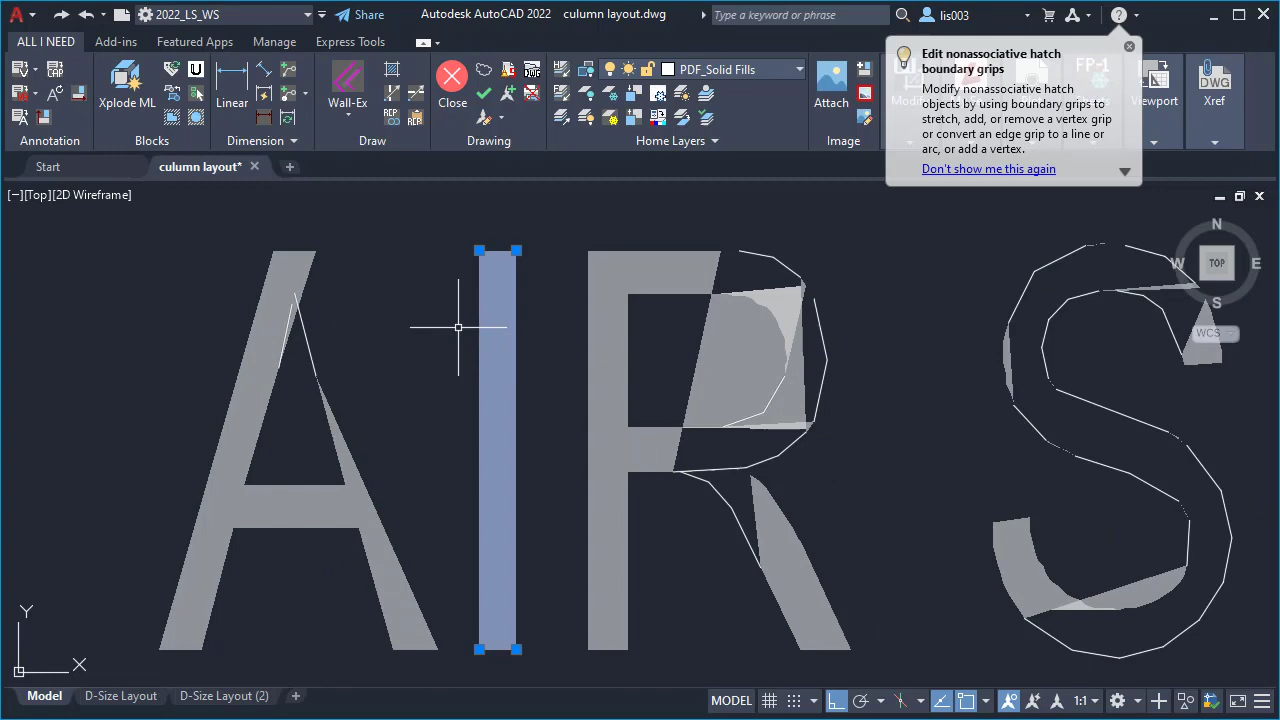 2022_LS_WS
Share
Autodesk AutoCAD 2022 culumn layout.dwg
Type a keyword or phrase
lis003
ALL I NEED
Add-ins
Featured Apps
Manage
Express Tools
Xplode ML
Linear
Wall-Ex
Close
PDF_Solid Fills
Attach
Viewport
Xref
Annotation
Blocks
Dimension
Draw
Drawing
Home Layers
Image
Edit nonassociative hatch
boundary grips
Modify nonassociative hatch
objects by using boundary grips to
stretch, add, or remove a vertex grip
or convert an edge grip to a line or
arc, or add a vertex.
Don't show me this again
Start
culumn layout*
[−][Top][2D Wireframe]
N
W
TOP
E
S
WCS
A I R S
Y
X
Model
D-Size Layout
D-Size Layout (2)
MODEL
1:1